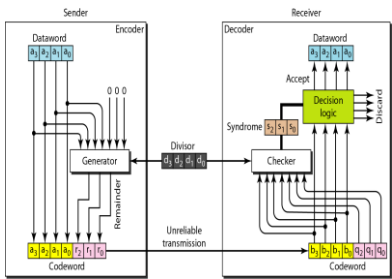 Sender
Receiver
Encoder
Decoder
Dataword
a3 a2 a1 a0
Dataword
a3 a2 a1 a0
Accept
0 0 0
Syndrome
s2 s1 s0
Decision
logic
Discard
Divisor
d3 d2 d1 d0
Generator
Checker
Remainder
Unreliable
transmission
a3 a2 a1 a0 r2 r1 r0
Codeword
b3 b2 b1 b0 q2 q1 q0
Codeword